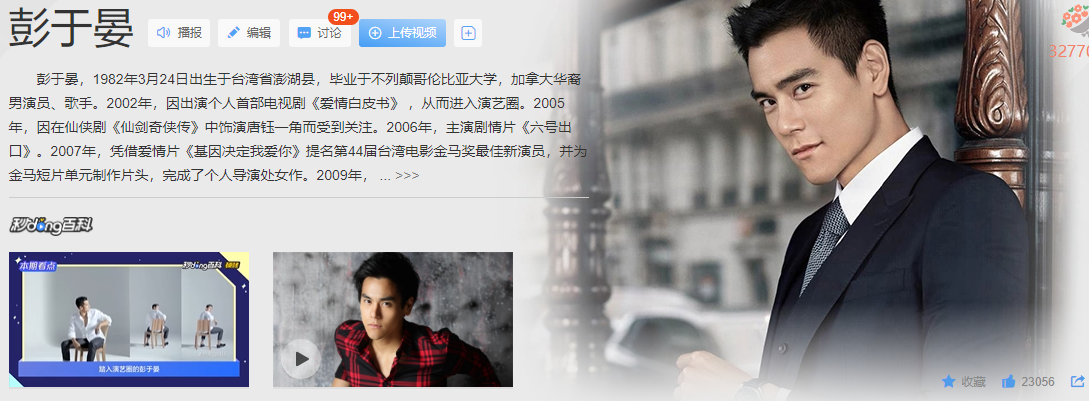 彭于晏
播报
编辑
讨论
99+
上传视频
彭于晏，1982年3月24日出生于台湾省澎湖县，毕业于不列颠哥伦比亚大学，加拿大华裔
男演员、歌手。2002年，因出演个人首部电视剧《爱情白皮书》，从而进入演艺圈。2005
年，因在仙侠剧《仙剑奇侠传》中饰演唐钰一角而受到关注。2006年，主演剧情片《六号出
口》。2007年，凭借爱情片《基因决定我爱你》提名第44届台湾电影金马奖最佳新演员，并为
金马短片单元制作片头，完成了个人导演处女作。2009年， ... >>>
秒dǒng百科
本期看点
秒dǒng百科
踏入演艺圈的彭于晏
收藏
23056
3277